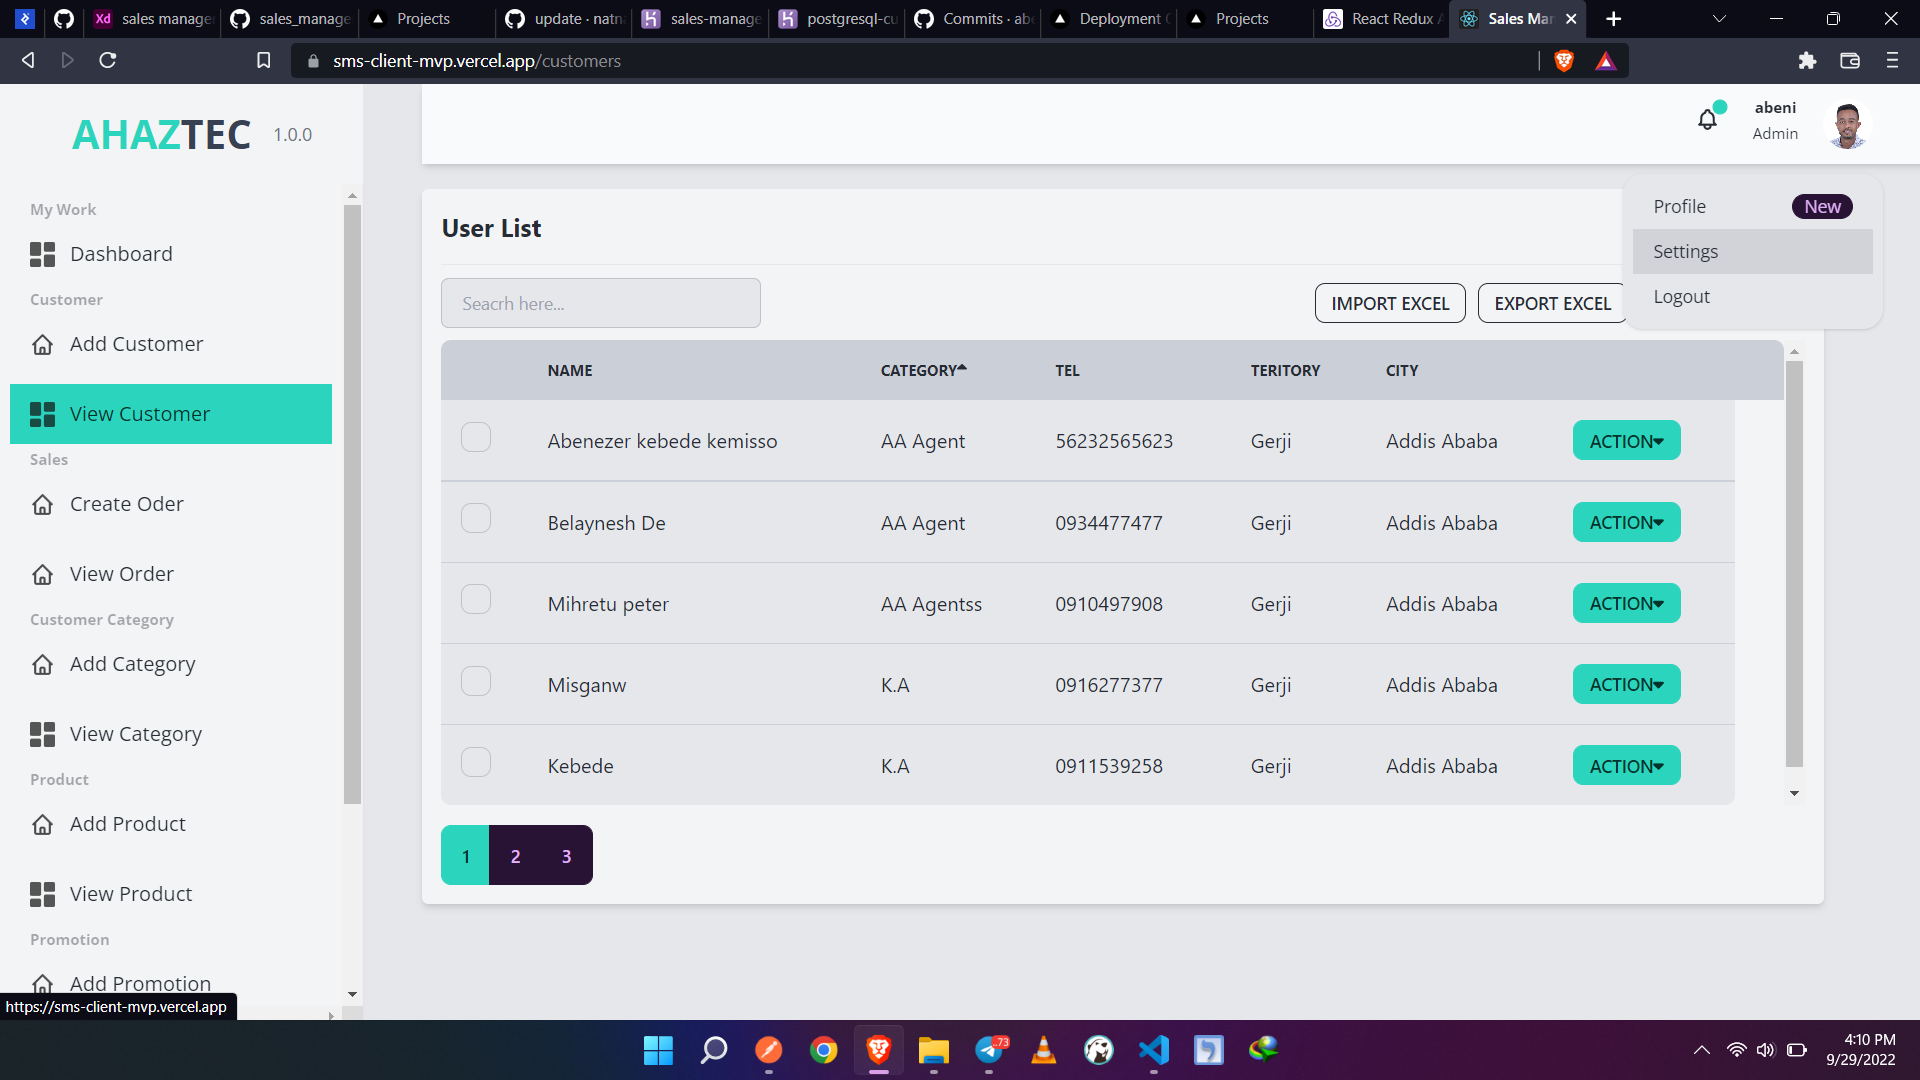 sales manage
sales_manage
Projects
update · natna
sales-manage
postgresql-cu
Commits · abe
Deployment
Projects
React Redux
Sales Ma
sms-client-mvp.vercel.app/customers
AHAZTEC 1.0.0
abeni
Admin
Profile New
Settings
Logout
My Work
Dashboard
Customer
Add Customer
View Customer
Sales
Create Oder
View Order
Customer Category
Add Category
View Category
Product
Add Product
View Product
Promotion
Add Promotion
https://sms-client-mvp.vercel.app
User List
Seacrh here...
IMPORT EXCEL EXPORT EXCEL
NAME CATEGORY TEL TERITORY CITY
Abenezer kebede kemisso AA Agent 56232565623 Gerji Addis Ababa ACTION
Belaynesh De AA Agent 0934477477 Gerji Addis Ababa ACTION
Mihretu peter AA Agentss 0910497908 Gerji Addis Ababa ACTION
Misganw K.A 0916277377 Gerji Addis Ababa ACTION
Kebede K.A 0911539258 Gerji Addis Ababa ACTION
1 2 3
..73
4:10 PM
9/29/2022